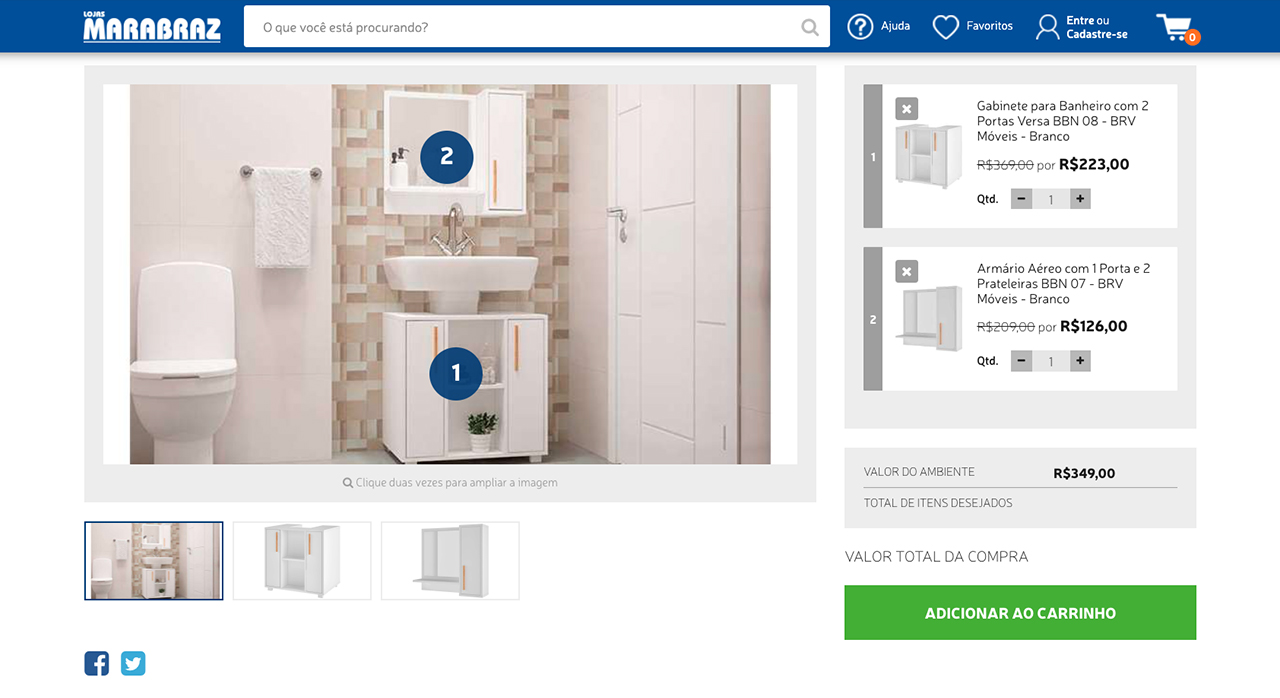 LOJAS
MARABRAZ
O que você está procurando?
Ajuda
Favoritos
Entre ou
Cadastre-se
0
2
1
Clique duas vezes para ampliar a imagem
1
Gabinete para Banheiro com 2
Portas Versa BBN 08 - BRV
Móveis - Branco
R$369,00 por R$223,00
Qtd. − 1 +
2
Armário Aéreo com 1 Porta e 2
Prateleiras BBN 07 - BRV
Móveis - Branco
R$209,00 por R$126,00
Qtd. − 1 +
VALOR DO AMBIENTE R$349,00
TOTAL DE ITENS DESEJADOS
VALOR TOTAL DA COMPRA
ADICIONAR AO CARRINHO